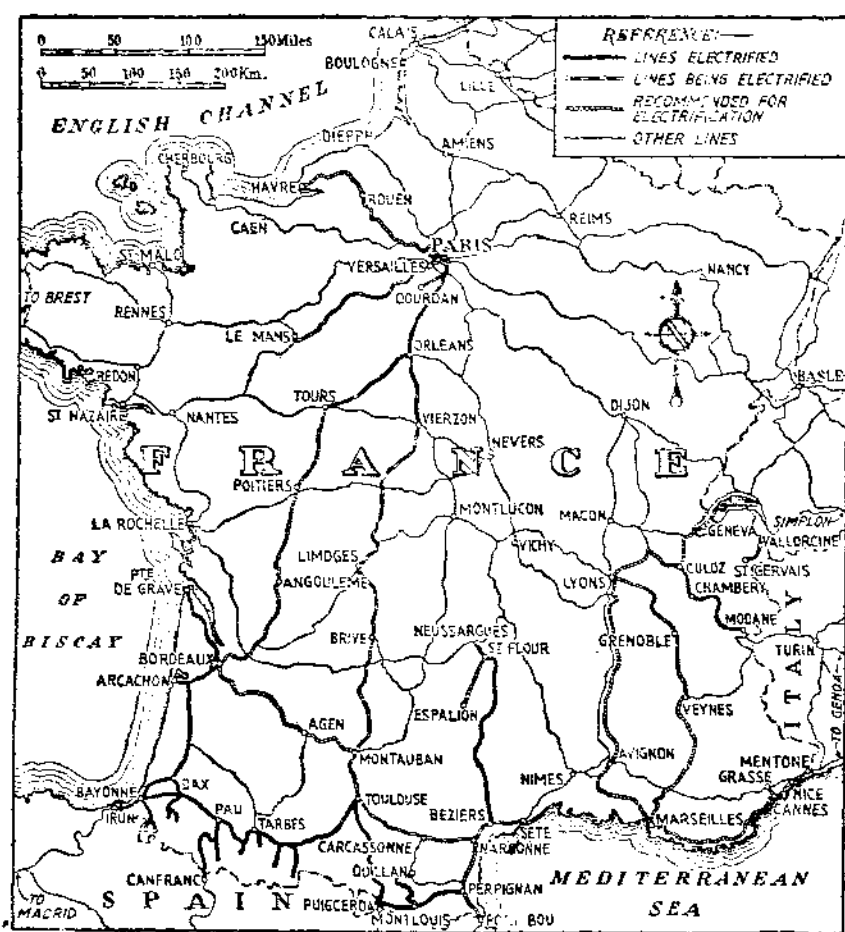 0 50 100 150 Miles
0 50 100 150 200 Km.
REFERENCE:—
LINES ELECTRIFIED
LINES BEING ELECTRIFIED
RECOMMENDED FOR
ELECTRIFICATION
OTHER LINES
CALAIS
BOULOGNE
LILLE
ENGLISH CHANNEL
DIEPPE
AMIENS
CHERBOURG
HAVRE
ROUEN
REIMS
CAEN
PARIS
ST MALO
VERSAILLES
NANCY
TO BREST
DOURDAN
RENNES
LE MANS
ORLEANS
REDON
BASLE
TOURS
DIJON
ST NAZAIRE
NANTES
VIERZON
FRANCE
NEVERS
POITIERS
MONTLUCON
MACON
LA ROCHELLE
GENEVA
SIMPLON
VALLORCINE
VICHY
BAY
OF
BISCAY
LIMOGES
CULOZ
ST GERVAIS
PTE
DE GRAVE
ANGOULEME
LYONS
CHAMBERY
MODANE
BRIVE
NEUSSARGUES
ST FLOUR
GRENOBLE
TURIN
ITALY
BORDEAUX
ARCACHON
ESPALION
VEYNES
TO GENOA
AGEN
MONTAUBAN
AVIGNON
MENTONE
GRASSE
NICE
CANNES
NIMES
BAYONNE
DAX
IRUN
PAU
TARBES
TOULOUSE
BEZIERS
MARSEILLES
SETE
CARCASSONNE
NARBONNE
QUILLAN
CANFRANC
PERPIGNAN
MEDITERRANEAN
SEA
TO
MADRID
SPAIN
PUIGCERDA
MONT LOUIS